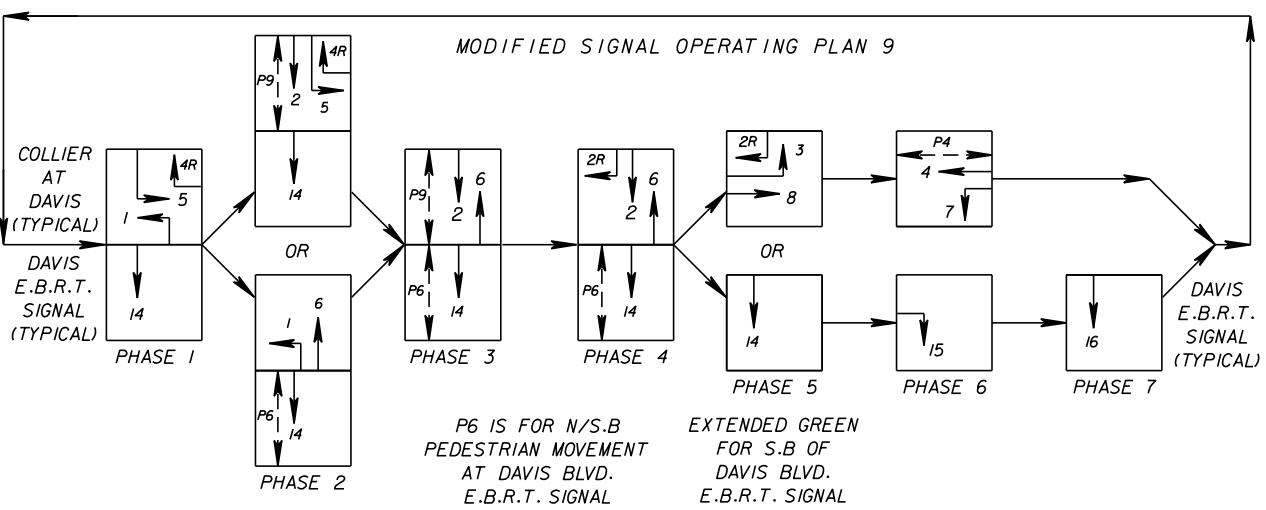 MODIFIED SIGNAL OPERATING PLAN 9
COLLIER
AT
DAVIS
(TYPICAL)
DAVIS
E.B.R.T.
SIGNAL
(TYPICAL)
4R
5
1
14
PHASE 1
P9
2
5
4R
14
OR
1
6
P6
14
PHASE 2
P9
2
6
P6
14
PHASE 3
2R
2
6
P6
14
PHASE 4
2R
3
8
OR
14
PHASE 5
P4
4
7
15
PHASE 6
16
PHASE 7
DAVIS
E.B.R.T.
SIGNAL
(TYPICAL)
P6 IS FOR N/S.B
PEDESTRIAN MOVEMENT
AT DAVIS BLVD.
E.B.R.T. SIGNAL
EXTENDED GREEN
FOR S.B OF
DAVIS BLVD.
E.B.R.T. SIGNAL